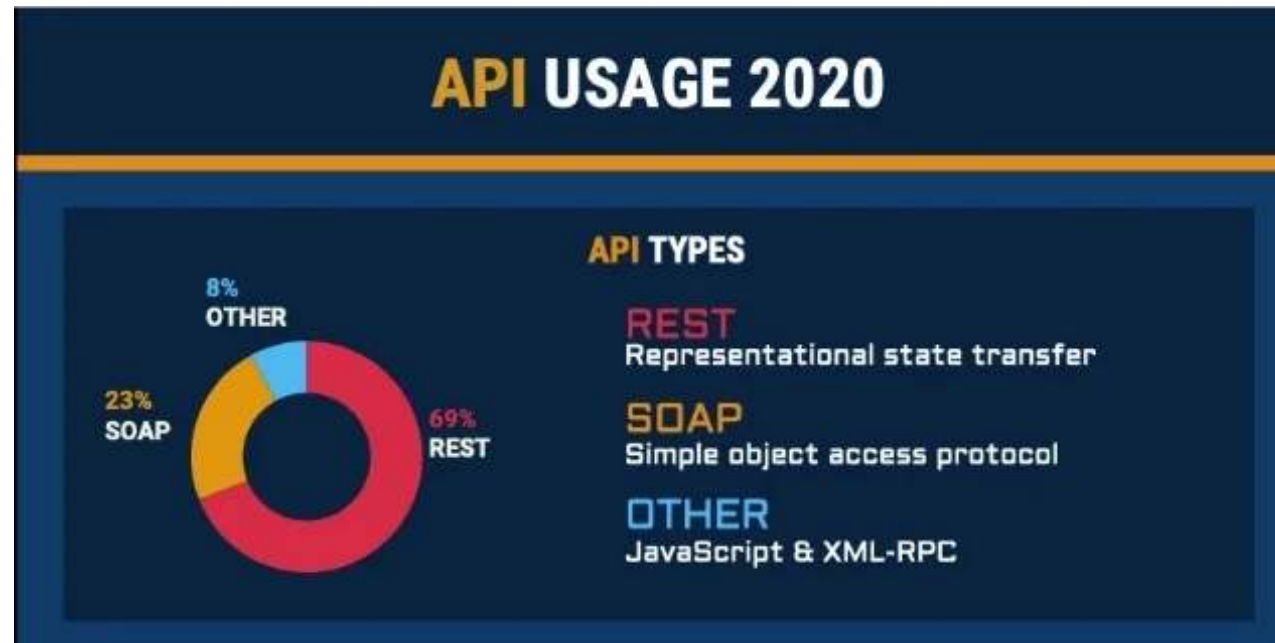 API USAGE 2020
API TYPES
8%
OTHER
23%
SOAP
69%
REST
REST
Representational state transfer
SOAP
Simple object access protocol
OTHER
JavaScript & XML-RPC